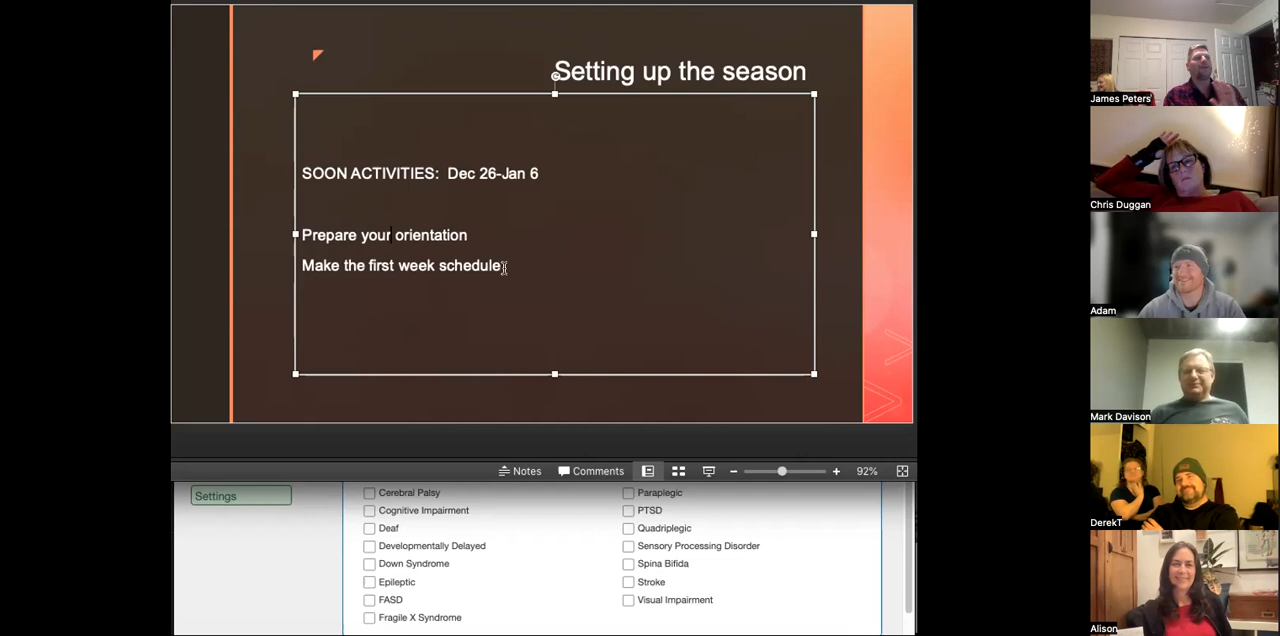 Setting up the season
SOON ACTIVITIES: Dec 26-Jan 6
Prepare your orientation
Make the first week schedule
Notes
Comments
92%
Settings
Cerebral Palsy
Cognitive Impairment
Deaf
Developmentally Delayed
Down Syndrome
Epileptic
FASD
Fragile X Syndrome
Paraplegic
PTSD
Quadriplegic
Sensory Processing Disorder
Spina Bifida
Stroke
Visual Impairment
James Peters
Chris Duggan
Adam
Mark Davison
DerekT
Alison